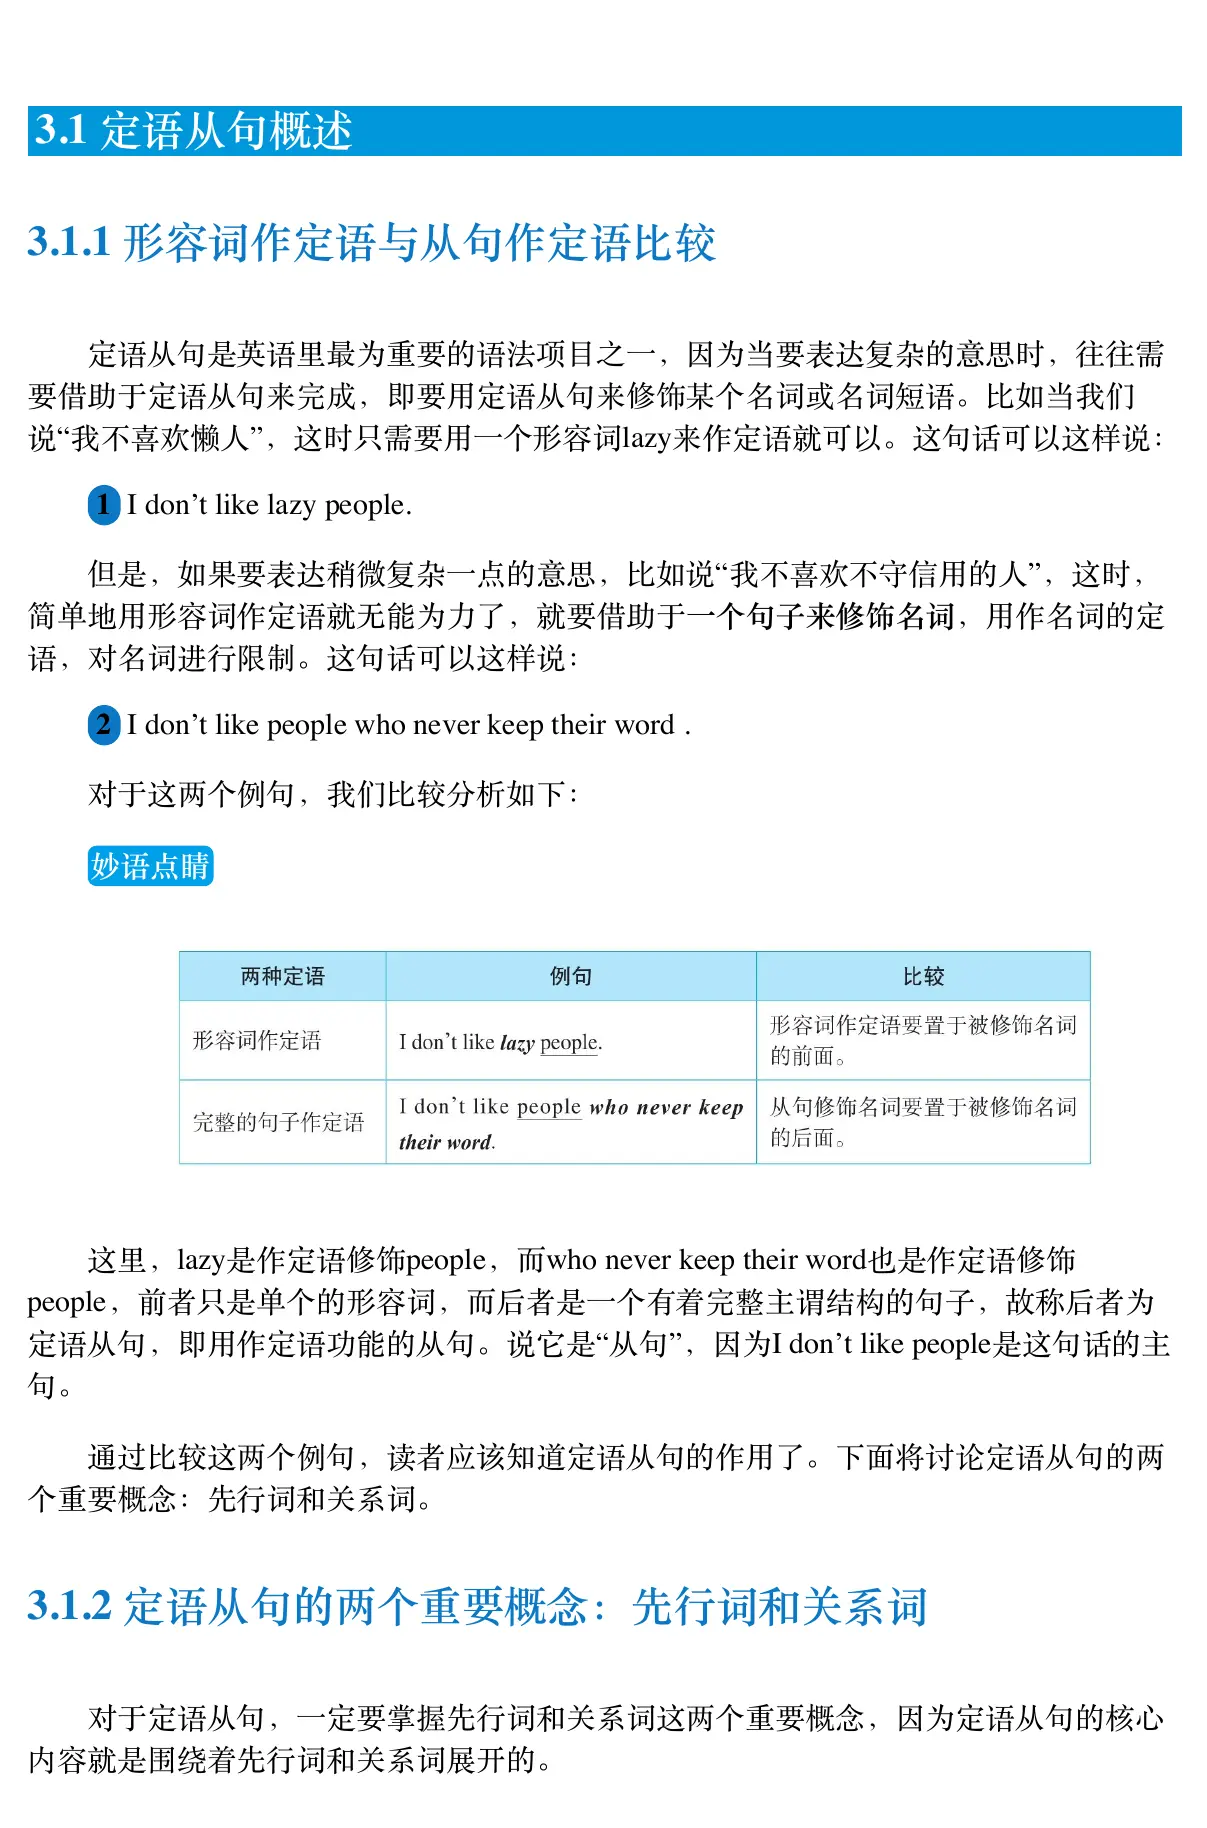 3.1 定语从句概述
3.1.1 形容词作定语与从句作定语比较
定语从句是英语里最为重要的语法项目之一，因为当要表达复杂的意思时，往往需
要借助于定语从句来完成，即要用定语从句来修饰某个名词或名词短语。比如当我们
说“我不喜欢懒人”，这时只需要用一个形容词lazy来作定语就可以。这句话可以这样说：
1 I don’t like lazy people.
但是，如果要表达稍微复杂一点的意思，比如说“我不喜欢不守信用的人”，这时，
简单地用形容词作定语就无能为力了，就要借助于一个句子来修饰名词，用作名词的定
语，对名词进行限制。这句话可以这样说：
2 I don’t like people who never keep their word .
对于这两个例句，我们比较分析如下：
妙语点睛
两种定语 例句 比较
形容词作定语 I don’t like lazy people. 形容词作定语要置于被修饰名词
的前面。
完整的句子作定语 I don’t like people who never keep
their word. 从句修饰名词要置于被修饰名词
的后面。
这里，lazy是作定语修饰people，而who never keep their word也是作定语修饰
people，前者只是单个的形容词，而后者是一个有着完整主谓结构的句子，故称后者为
定语从句，即用作定语功能的从句。说它是“从句”，因为I don’t like people是这句话的主
句。
通过比较这两个例句，读者应该知道定语从句的作用了。下面将讨论定语从句的两
个重要概念：先行词和关系词。
3.1.2 定语从句的两个重要概念：先行词和关系词
对于定语从句，一定要掌握先行词和关系词这两个重要概念，因为定语从句的核心
内容就是围绕着先行词和关系词展开的。